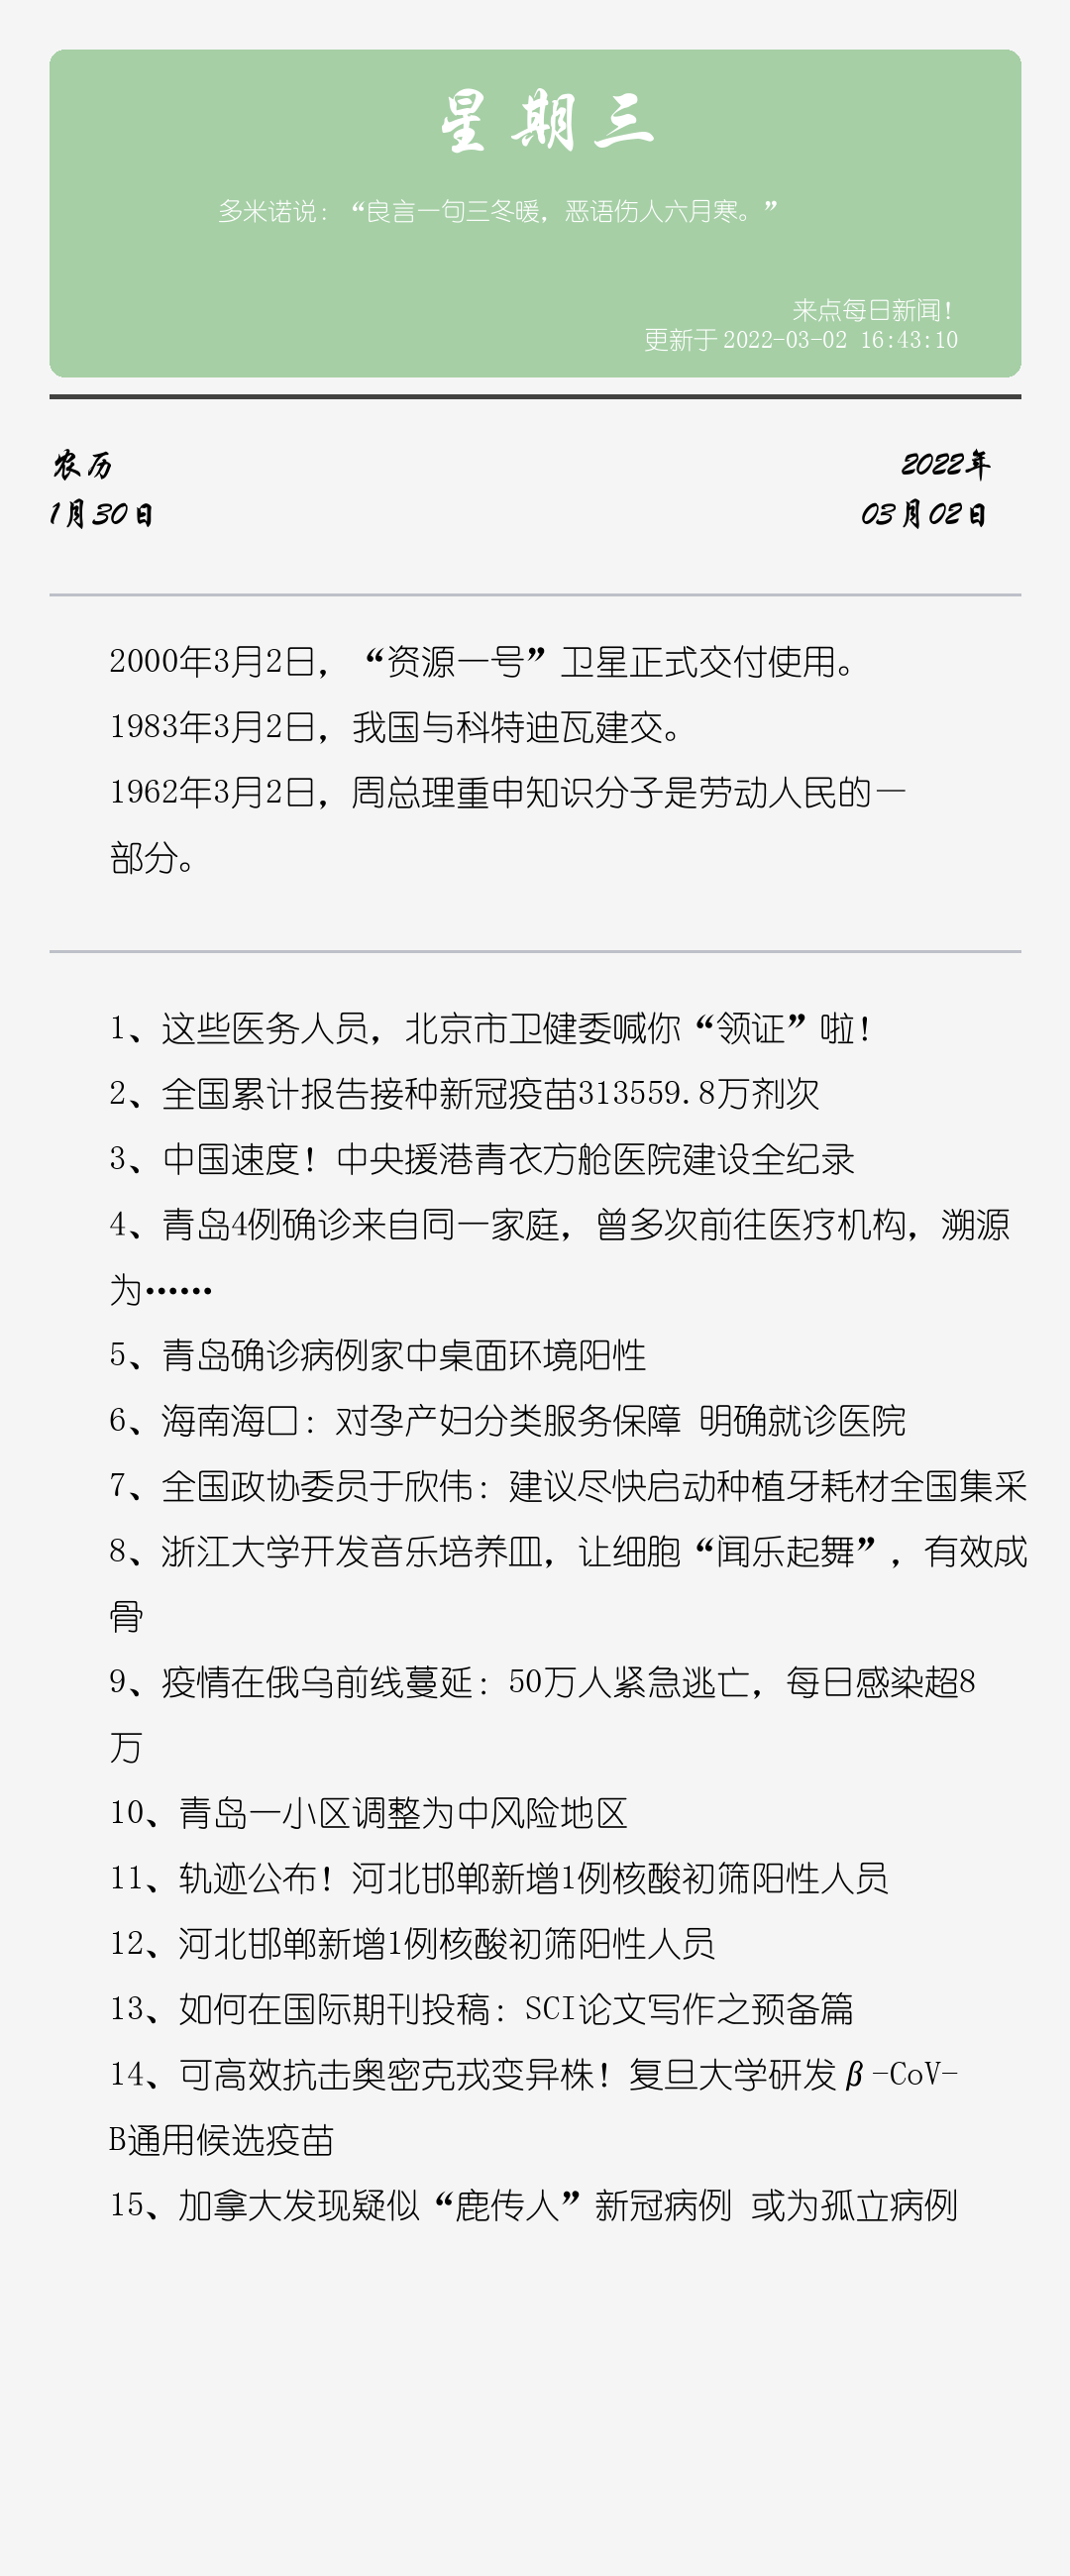 星期三
多米诺说：“良言一句三冬暖，恶语伤人六月寒。”
来点每日新闻！
更新于 2022-03-02 16:43:10
农历
1月30日
2022年
03月02日
2000年3月2日，“资源一号”卫星正式交付使用。
1983年3月2日，我国与科特迪瓦建交。
1962年3月2日，周总理重申知识分子是劳动人民的一
部分。
1、这些医务人员，北京市卫健委喊你“领证”啦！
2、全国累计报告接种新冠疫苗313559.8万剂次
3、中国速度！中央援港青衣方舱医院建设全纪录
4、青岛4例确诊来自同一家庭，曾多次前往医疗机构，溯源
为……
5、青岛确诊病例家中桌面环境阳性
6、海南海口：对孕产妇分类服务保障 明确就诊医院
7、全国政协委员于欣伟：建议尽快启动种植牙耗材全国集采
8、浙江大学开发音乐培养皿，让细胞“闻乐起舞”，有效成
骨
9、疫情在俄乌前线蔓延：50万人紧急逃亡，每日感染超8
万
10、青岛一小区调整为中风险地区
11、轨迹公布！河北邯郸新增1例核酸初筛阳性人员
12、河北邯郸新增1例核酸初筛阳性人员
13、如何在国际期刊投稿：SCI论文写作之预备篇
14、可高效抗击奥密克戎变异株！复旦大学研发β-CoV-
B通用候选疫苗
15、加拿大发现疑似“鹿传人”新冠病例 或为孤立病例